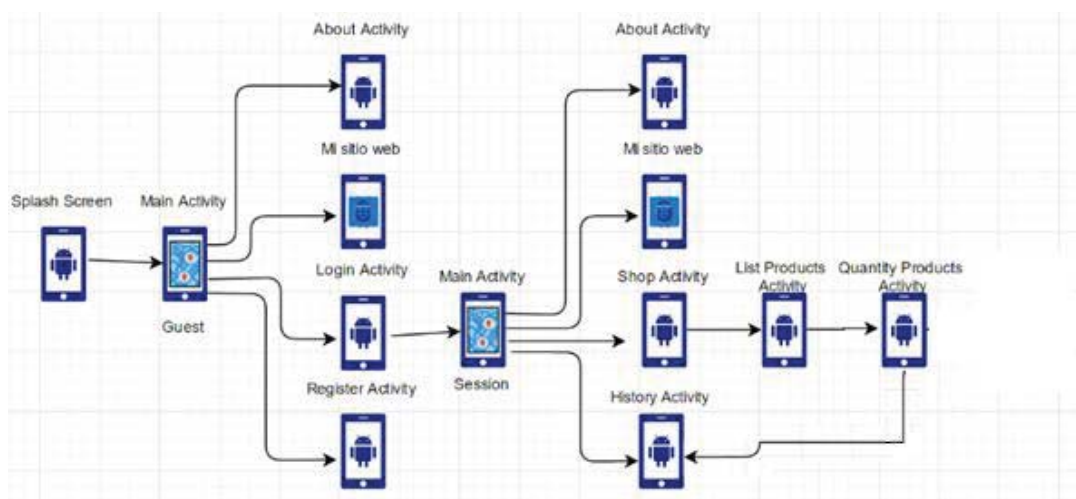 About Activity
About Activity
Mi sitio web
Mi sitio web
Splash Screen
Main Activity
Guest
Login Activity
Main Activity
Session
Shop Activity
List Products
Activity
Quantity Products
Activity
Register Activity
History Activity